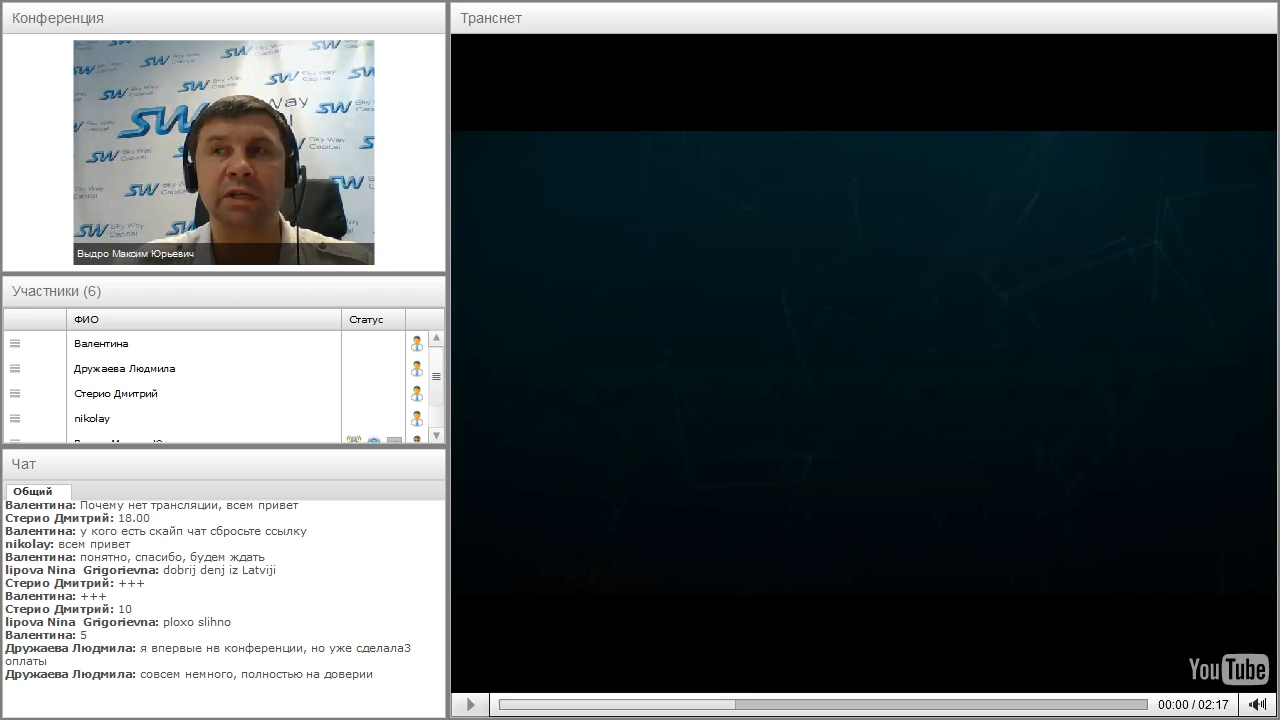 Конференция
SW Sky Way Capital
Выдро Максим Юрьевич
Участники (6)
ФИО
Статус
Валентина
Дружаева Людмила
Стерио Дмитрий
nikolay
Чат
Общий
Валентина: Почему нет трансляции, всем привет
Стерио Дмитрий: 18.00
Валентина: у кого есть скайп чат сбросьте ссылку
nikolay: всем привет
Валентина: понятно, спасибо, будем ждать
lipova Nina Grigorievna: dobrij denj iz Latviji
Стерио Дмитрий: +++
Валентина: +++
Стерио Дмитрий: 10
lipova Nina Grigorievna: ploxo slihno
Валентина: 5
Дружаева Людмила: я впервые нв конференции, но уже сделала3
оплаты
Дружаева Людмила: совсем немного, полностью на доверии
Транснет
YouTube
00:00 / 02:17